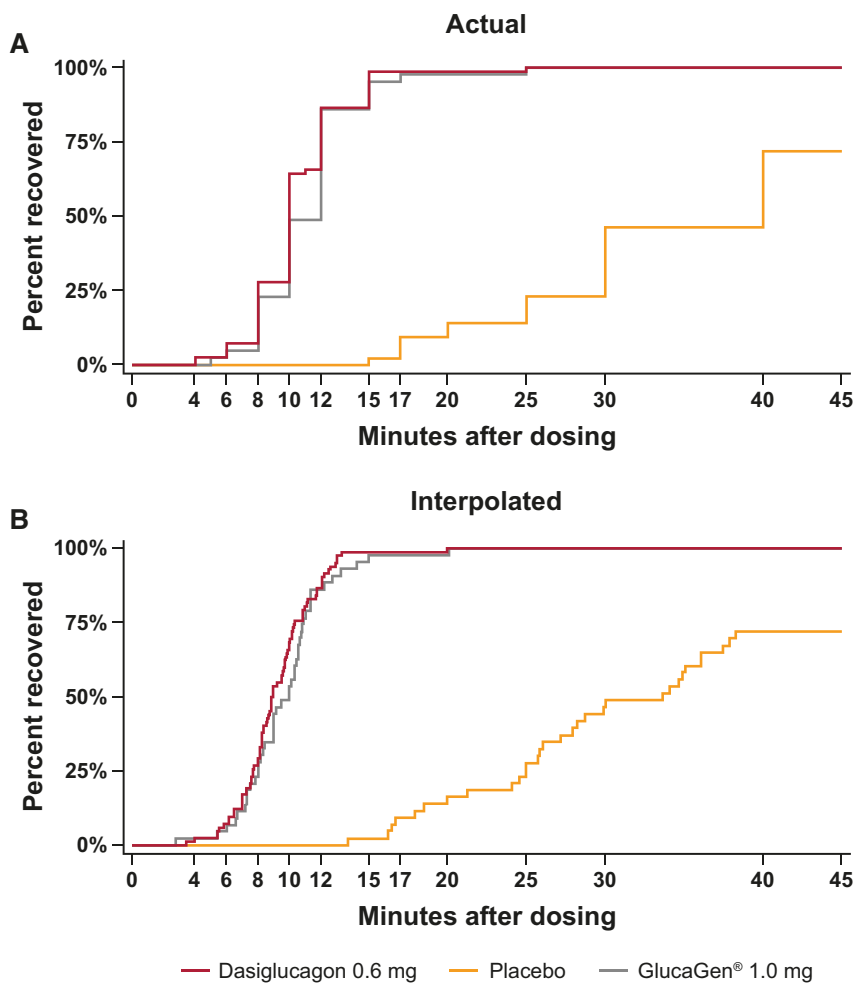 A
Actual
Percent recovered
100%
75%
50%
25%
0%
0 4 6 8 10 12 15 17 20 25 30 40 45
Minutes after dosing
B
Interpolated
Percent recovered
100%
75%
50%
25%
0%
0 4 6 8 10 12 15 17 20 25 30 40 45
Minutes after dosing
Dasiglucagon 0.6 mg Placebo GlucaGen® 1.0 mg